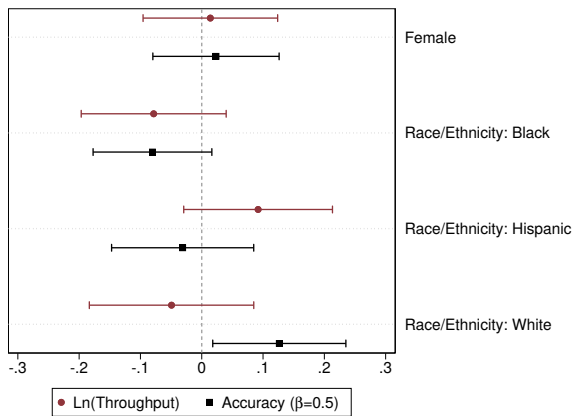 Female
Race/Ethnicity: Black
Race/Ethnicity: Hispanic
Race/Ethnicity: White
-.3 -.2 -.1 0 .1 .2 .3
Ln(Throughput) Accuracy (β=0.5)